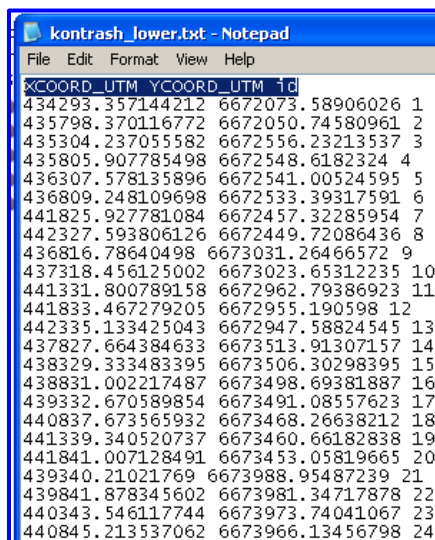 kontrash_lower.txt - Notepad
File Edit Format View Help
XCOORD_UTM YCOORD_UTM id
434293.357144212 6672073.58906026 1
435798.370116772 6672050.74580961 2
435304.237055582 6672556.23213537 3
435805.907785498 6672548.6182324 4
436307.578135896 6672541.00524595 5
436809.248109698 6672533.39317591 6
441825.927781084 6672457.32285954 7
442327.593806126 6672449.72086436 8
436816.78640498 6673031.26466572 9
437318.456125002 6673023.65312235 10
441331.800789158 6672962.79386923 11
441833.467279205 6672955.190598 12
442335.133425043 6672947.58824545 13
437827.664384633 6673513.91307157 14
438329.333483395 6673506.30298395 15
438831.002217487 6673498.69381887 16
439332.670589854 6673491.08557623 17
440837.673565932 6673468.26638212 18
441339.340520737 6673460.66182838 19
441841.007128491 6673453.05819665 20
439340.21021769 6673988.95487239 21
439841.878345602 6673981.34717878 22
440343.546117744 6673973.74041067 23
440845.213537062 6673966.13456798 24